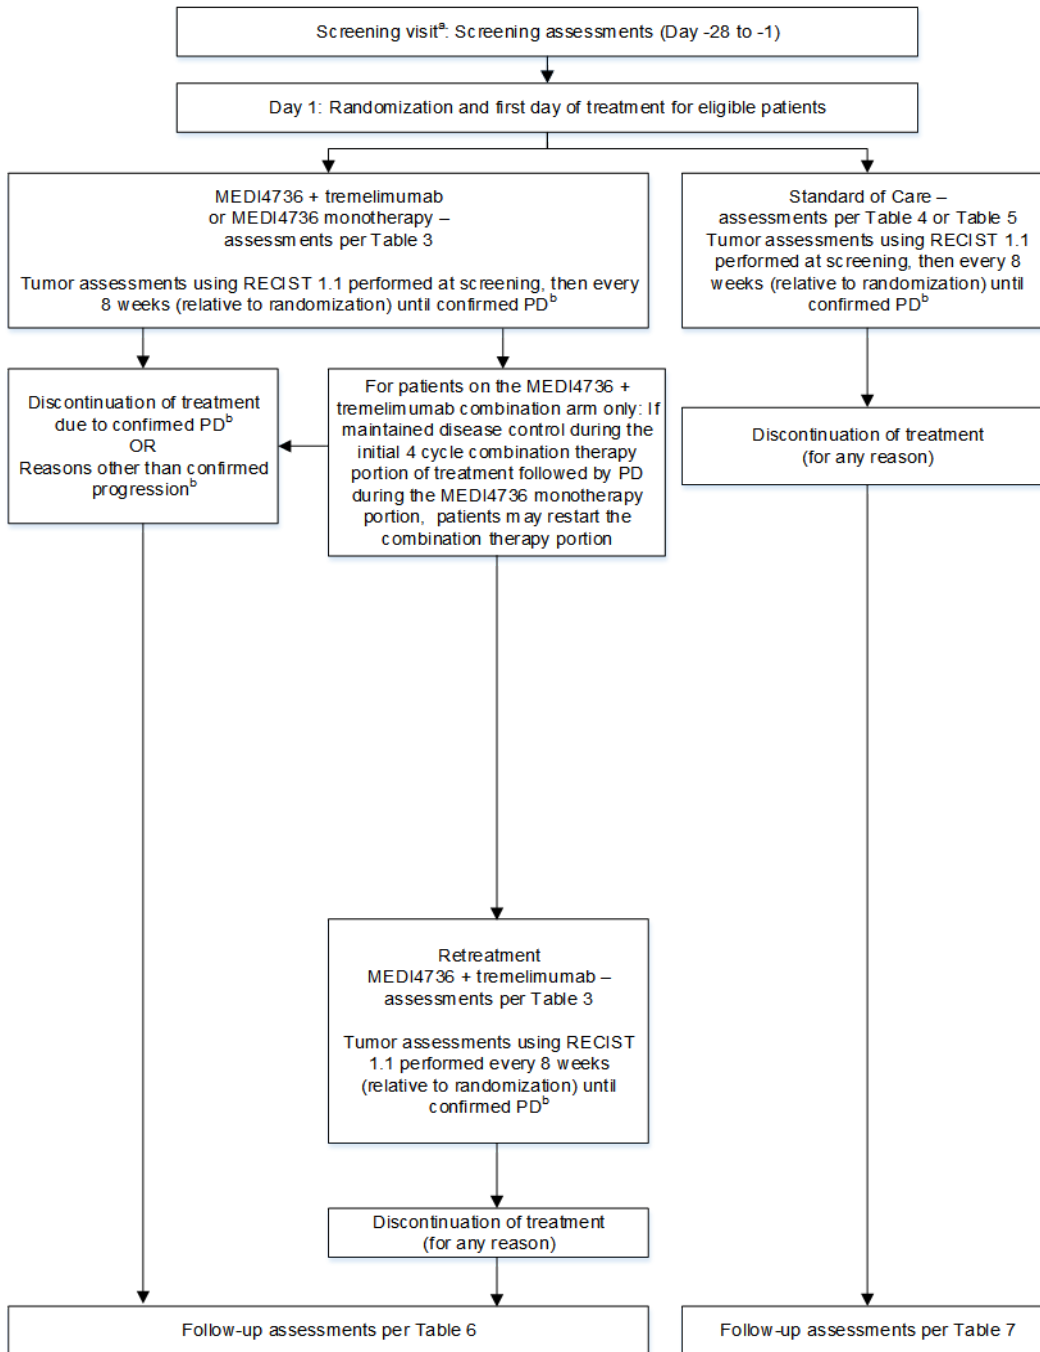 Screening visitᵃ: Screening assessments (Day -28 to -1)
Day 1: Randomization and first day of treatment for eligible patients
MEDI4736 + tremelimumab
or MEDI4736 monotherapy –
assessments per Table 3
Tumor assessments using RECIST 1.1 performed at screening, then every
8 weeks (relative to randomization) until confirmed PDᵇ
Standard of Care –
assessments per Table 4 or Table 5
Tumor assessments using RECIST 1.1
performed at screening, then every 8
weeks (relative to randomization) until
confirmed PDᵇ
Discontinuation of treatment
due to confirmed PDᵇ
OR
Reasons other than confirmed
progressionᵇ
For patients on the MEDI4736 +
tremelimumab combination arm only: If
maintained disease control during the
initial 4 cycle combination therapy
portion of treatment followed by PD
during the MEDI4736 monotherapy
portion, patients may restart the
combination therapy portion
Discontinuation of treatment
(for any reason)
Retreatment
MEDI4736 + tremelimumab –
assessments per Table 3
Tumor assessments using RECIST
1.1 performed every 8 weeks
(relative to randomization) until
confirmed PDᵇ
Discontinuation of treatment
(for any reason)
Follow-up assessments per Table 6
Follow-up assessments per Table 7